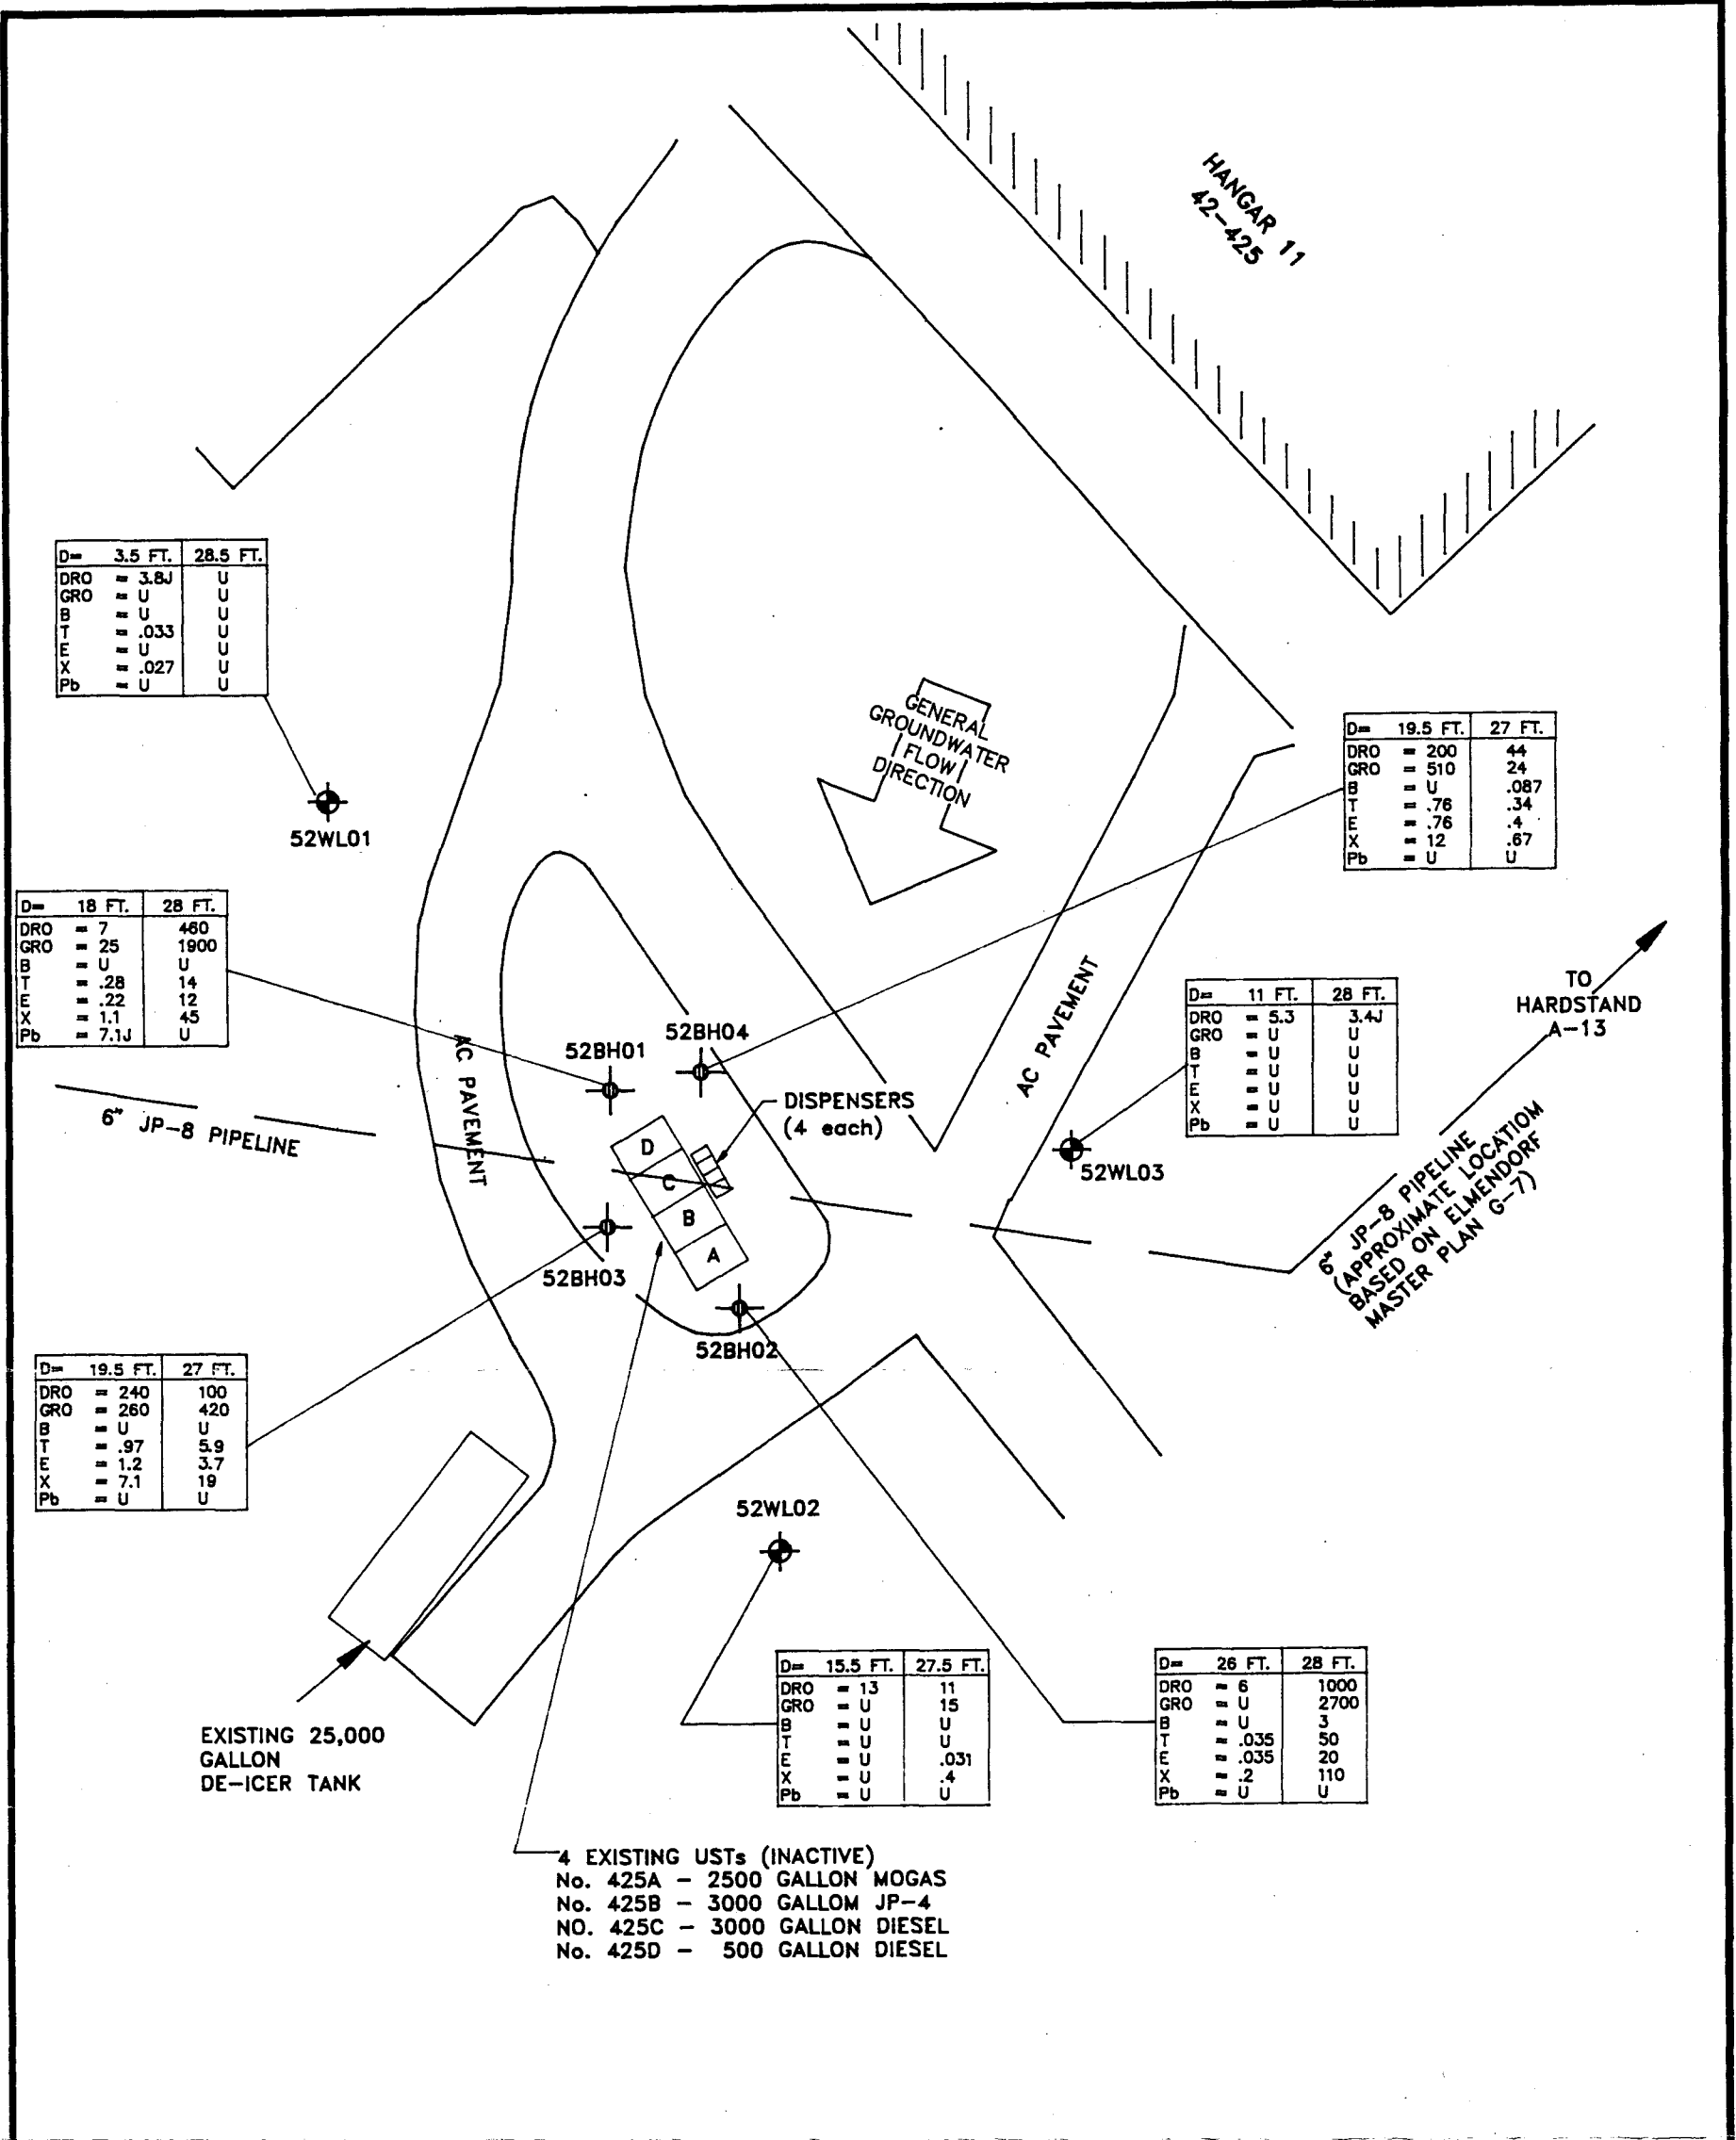 HANGAR 11
42-425
D= 3.5 FT. 28.5 FT.
DRO = 3.8J U
GRO = U U
B = U U
T = .033 U
E = U U
X = .027 U
Pb = U U
52WL01
GENERAL
GROUNDWATER
FLOW
DIRECTION
D= 19.5 FT. 27 FT.
DRO = 200 44
GRO = 510 24
B = U .087
T = .76 .34
E = .76 .4
X = 12 .67
Pb = U U
D= 18 FT. 28 FT.
DRO = 7 460
GRO = 25 1900
B = U U
T = .28 14
E = .22 12
X = 1.1 45
Pb = 7.1J U
AC PAVEMENT
AC PAVEMENT
TO
HARDSTAND
A-13
D= 11 FT. 28 FT.
DRO = 5.3 3.4J
GRO = U U
B = U U
T = U U
E = U U
X = U U
Pb = U U
52BH01
52BH04
DISPENSERS
(4 each)
6" JP-8 PIPELINE
52WL03
D
C
B
A
6" JP-8 PIPELINE
(APPROXIMATE LOCATION
BASED ON ELMENDORF
MASTER PLAN G-7)
52BH03
52BH02
D= 19.5 FT. 27 FT.
DRO = 240 100
GRO = 260 420
B = U U
T = .97 5.9
E = 1.2 3.7
X = 7.1 19
Pb = U U
52WL02
D= 15.5 FT. 27.5 FT.
DRO = 13 11
GRO = U 15
B = U U
T = U U
E = U .031
X = U .4
Pb = U U
D= 26 FT. 28 FT.
DRO = 6 1000
GRO = U 2700
B = U 3
T = .035 50
E = .035 20
X = .2 110
Pb = U U
EXISTING 25,000
GALLON
DE-ICER TANK
4 EXISTING USTs (INACTIVE)
No. 425A - 2500 GALLON MOGAS
No. 425B - 3000 GALLOM JP-4
NO. 425C - 3000 GALLON DIESEL
No. 425D - 500 GALLON DIESEL